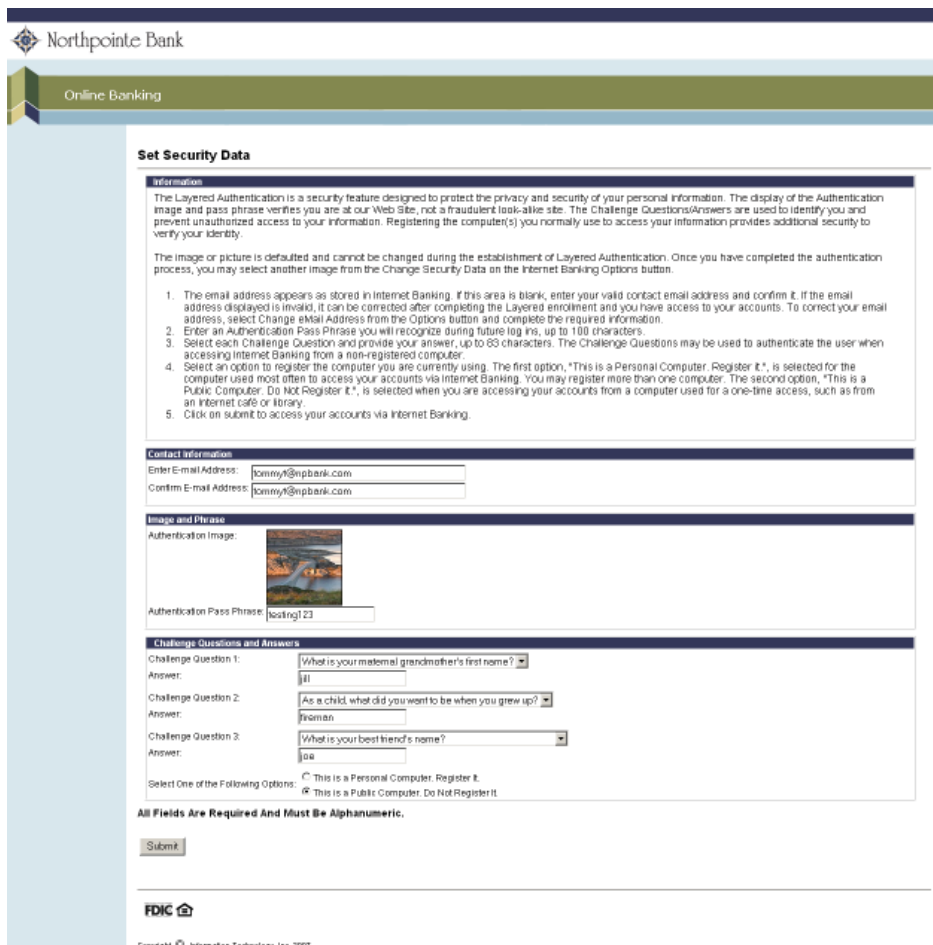 Northpointe Bank
Online Banking
Set Security Data
Information
The Layered Authentication is a security feature designed to protect the privacy and security of your personal information. The display of the Authentication
image and pass phrase verifies you are at our Web Site, not a fraudulent look-alike site. The Challenge Questions/Answers are used to identify you and
prevent unauthorized access to your information. Registering the computer(s) you normally use to access your information provides additional security to
verify your identity.
The image or picture is defaulted and cannot be changed during the establishment of Layered Authentication. Once you have completed the authentication
process, you may select another image from the Change Security Data on the Internet Banking Options button.
1. The email address appears as stored in Internet Banking. If this area is blank, enter your valid contact email address and confirm it. If the email
address displayed is invalid, it can be corrected after completing the Layered enrollment and you have access to your accounts. To correct your email
address, select Change eMail Address from the Options button and complete the required information.
2. Enter an Authentication Pass Phrase you will recognize during future log ins, up to 100 characters.
3. Select each Challenge Question and provide your answer, up to 83 characters. The Challenge Questions may be used to authenticate the user when
accessing Internet Banking from a non-registered computer.
4. Select an option to register the computer you are currently using. The first option, "This is a Personal Computer. Register it.", is selected for the
computer used most often to access your accounts via Internet Banking. You may register more than one computer. The second option, "This is a
Public Computer. Do Not Register it.", is selected when you are accessing your accounts from a computer used for a one-time access, such as from
an internet café or library.
5. Click on submit to access your accounts via Internet Banking.
Contact Information
Enter E-mail Address: tommyt@npbank.com
Confirm E-mail Address: tommyt@npbank.com
Image and Phrase
Authentication Image:
Authentication Pass Phrase: testing123
Challenge Questions and Answers
Challenge Question 1: What is your maternal grandmother's first name?
Answer: jill
Challenge Question 2: As a child, what did you want to be when you grew up?
Answer: fireman
Challenge Question 3: What is your best friend's name?
Answer: joe
Select One of the Following Options: This is a Personal Computer. Register It.
This is a Public Computer. Do Not Register It.
All Fields Are Required And Must Be Alphanumeric.
Submit
FDIC